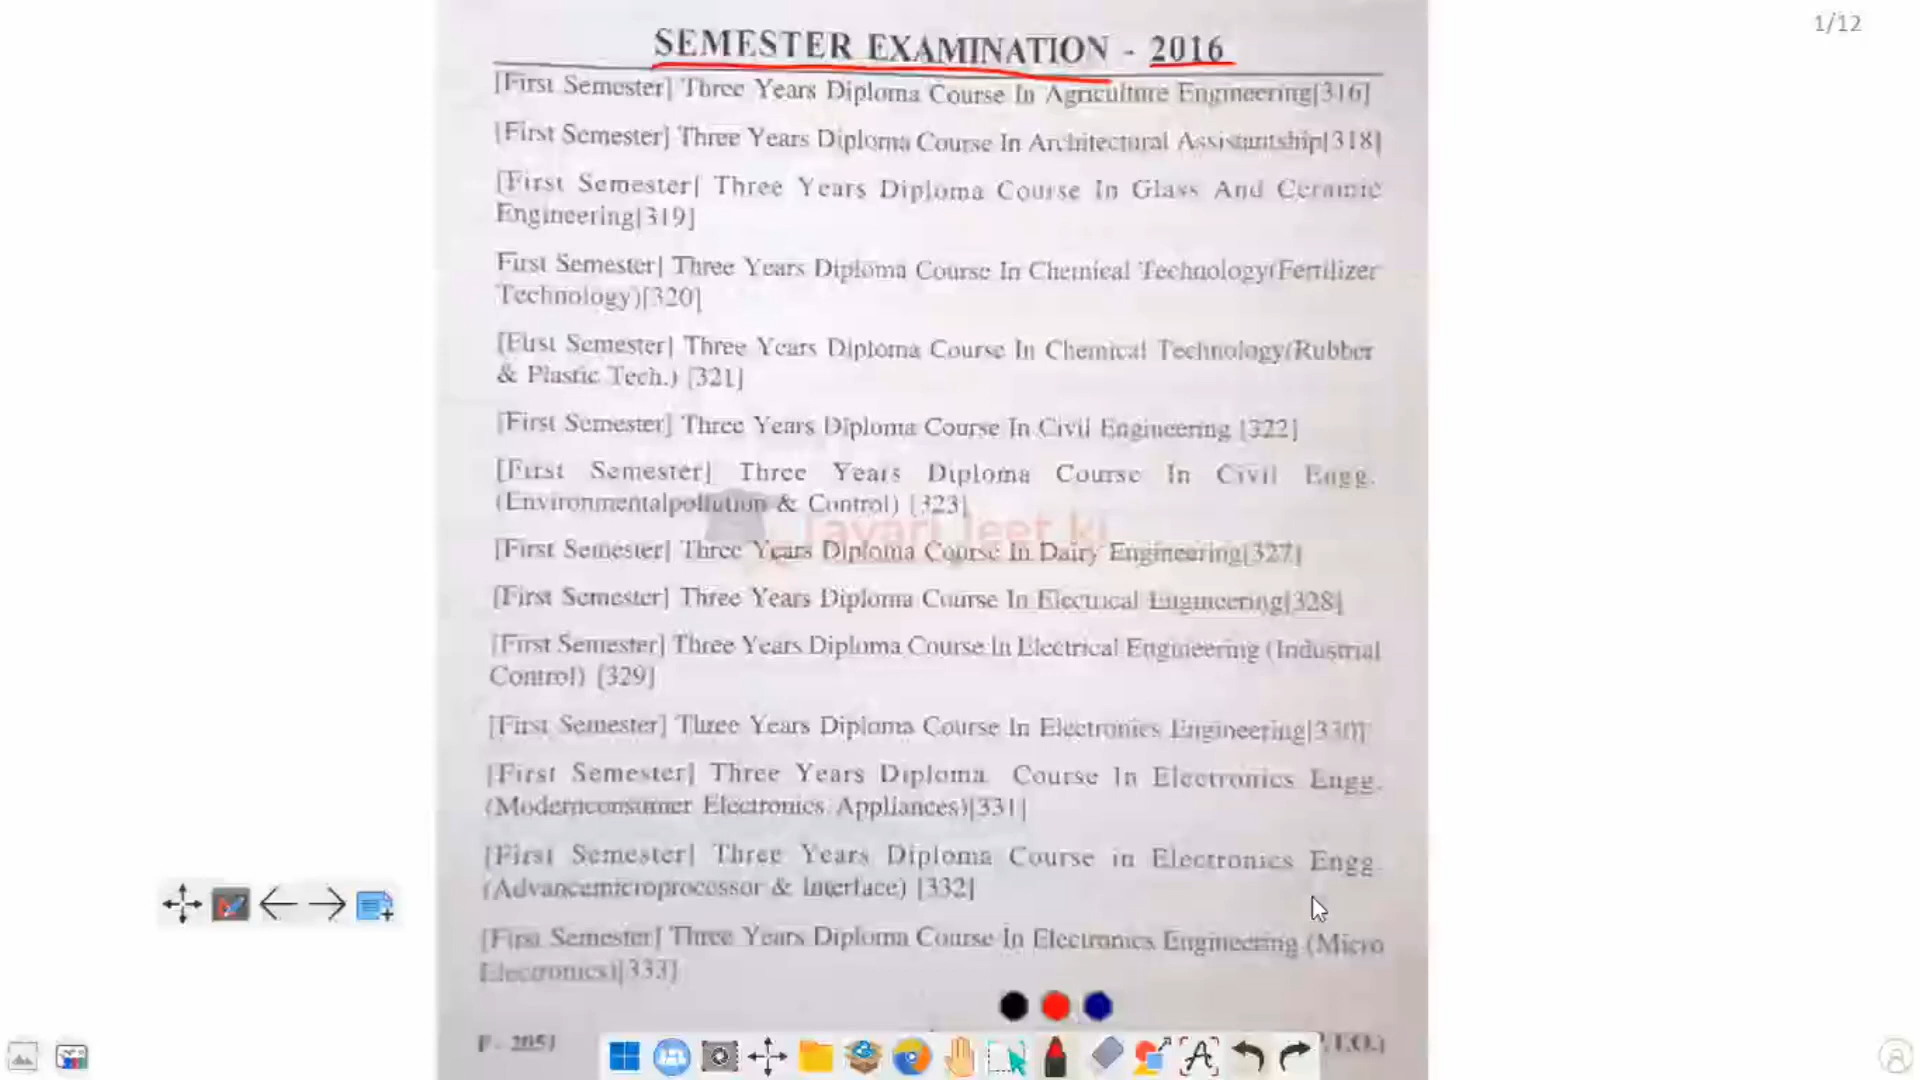 1/12
SEMESTER EXAMINATION - 2016
[First Semester] Three Years Diploma Course In Agriculture Engineering[316]
[First Semester] Three Years Diploma Course In Architectural Assistantship[318]
[First Semester] Three Years Diploma Course In Glass And Ceramic
Engineering[319]
First Semester] Three Years Diploma Course In Chemical Technology(Fertilizer
Technology)[320]
[First Semester] Three Years Diploma Course In Chemical Technology(Rubber
& Plastic Tech.) [321]
[First Semester] Three Years Diploma Course In Civil Engineering [322]
[First Semester] Three Years Diploma Course In Civil Engg.
(Environmentalpollution & Control) [323]
Tayari Jeet ki
[First Semester] Three Years Diploma Course In Dairy Engineering[327]
[First Semester] Three Years Diploma Course In Electrical Engineering[328]
[First Semester] Three Years Diploma Course In Electrical Engineering (Industrial
Control) [329]
[First Semester] Three Years Diploma Course In Electronics Engineering[330]
[First Semester] Three Years Diploma Course In Electronics Engg.
(Modernconsumer Electronics Appliances)[331]
[First Semester] Three Years Diploma Course in Electronics Engg.
(Advancemicroprocessor & Interface) [332]
[First Semester] Three Years Diploma Course In Electronics Engineering (Micro
Electronics)[333]